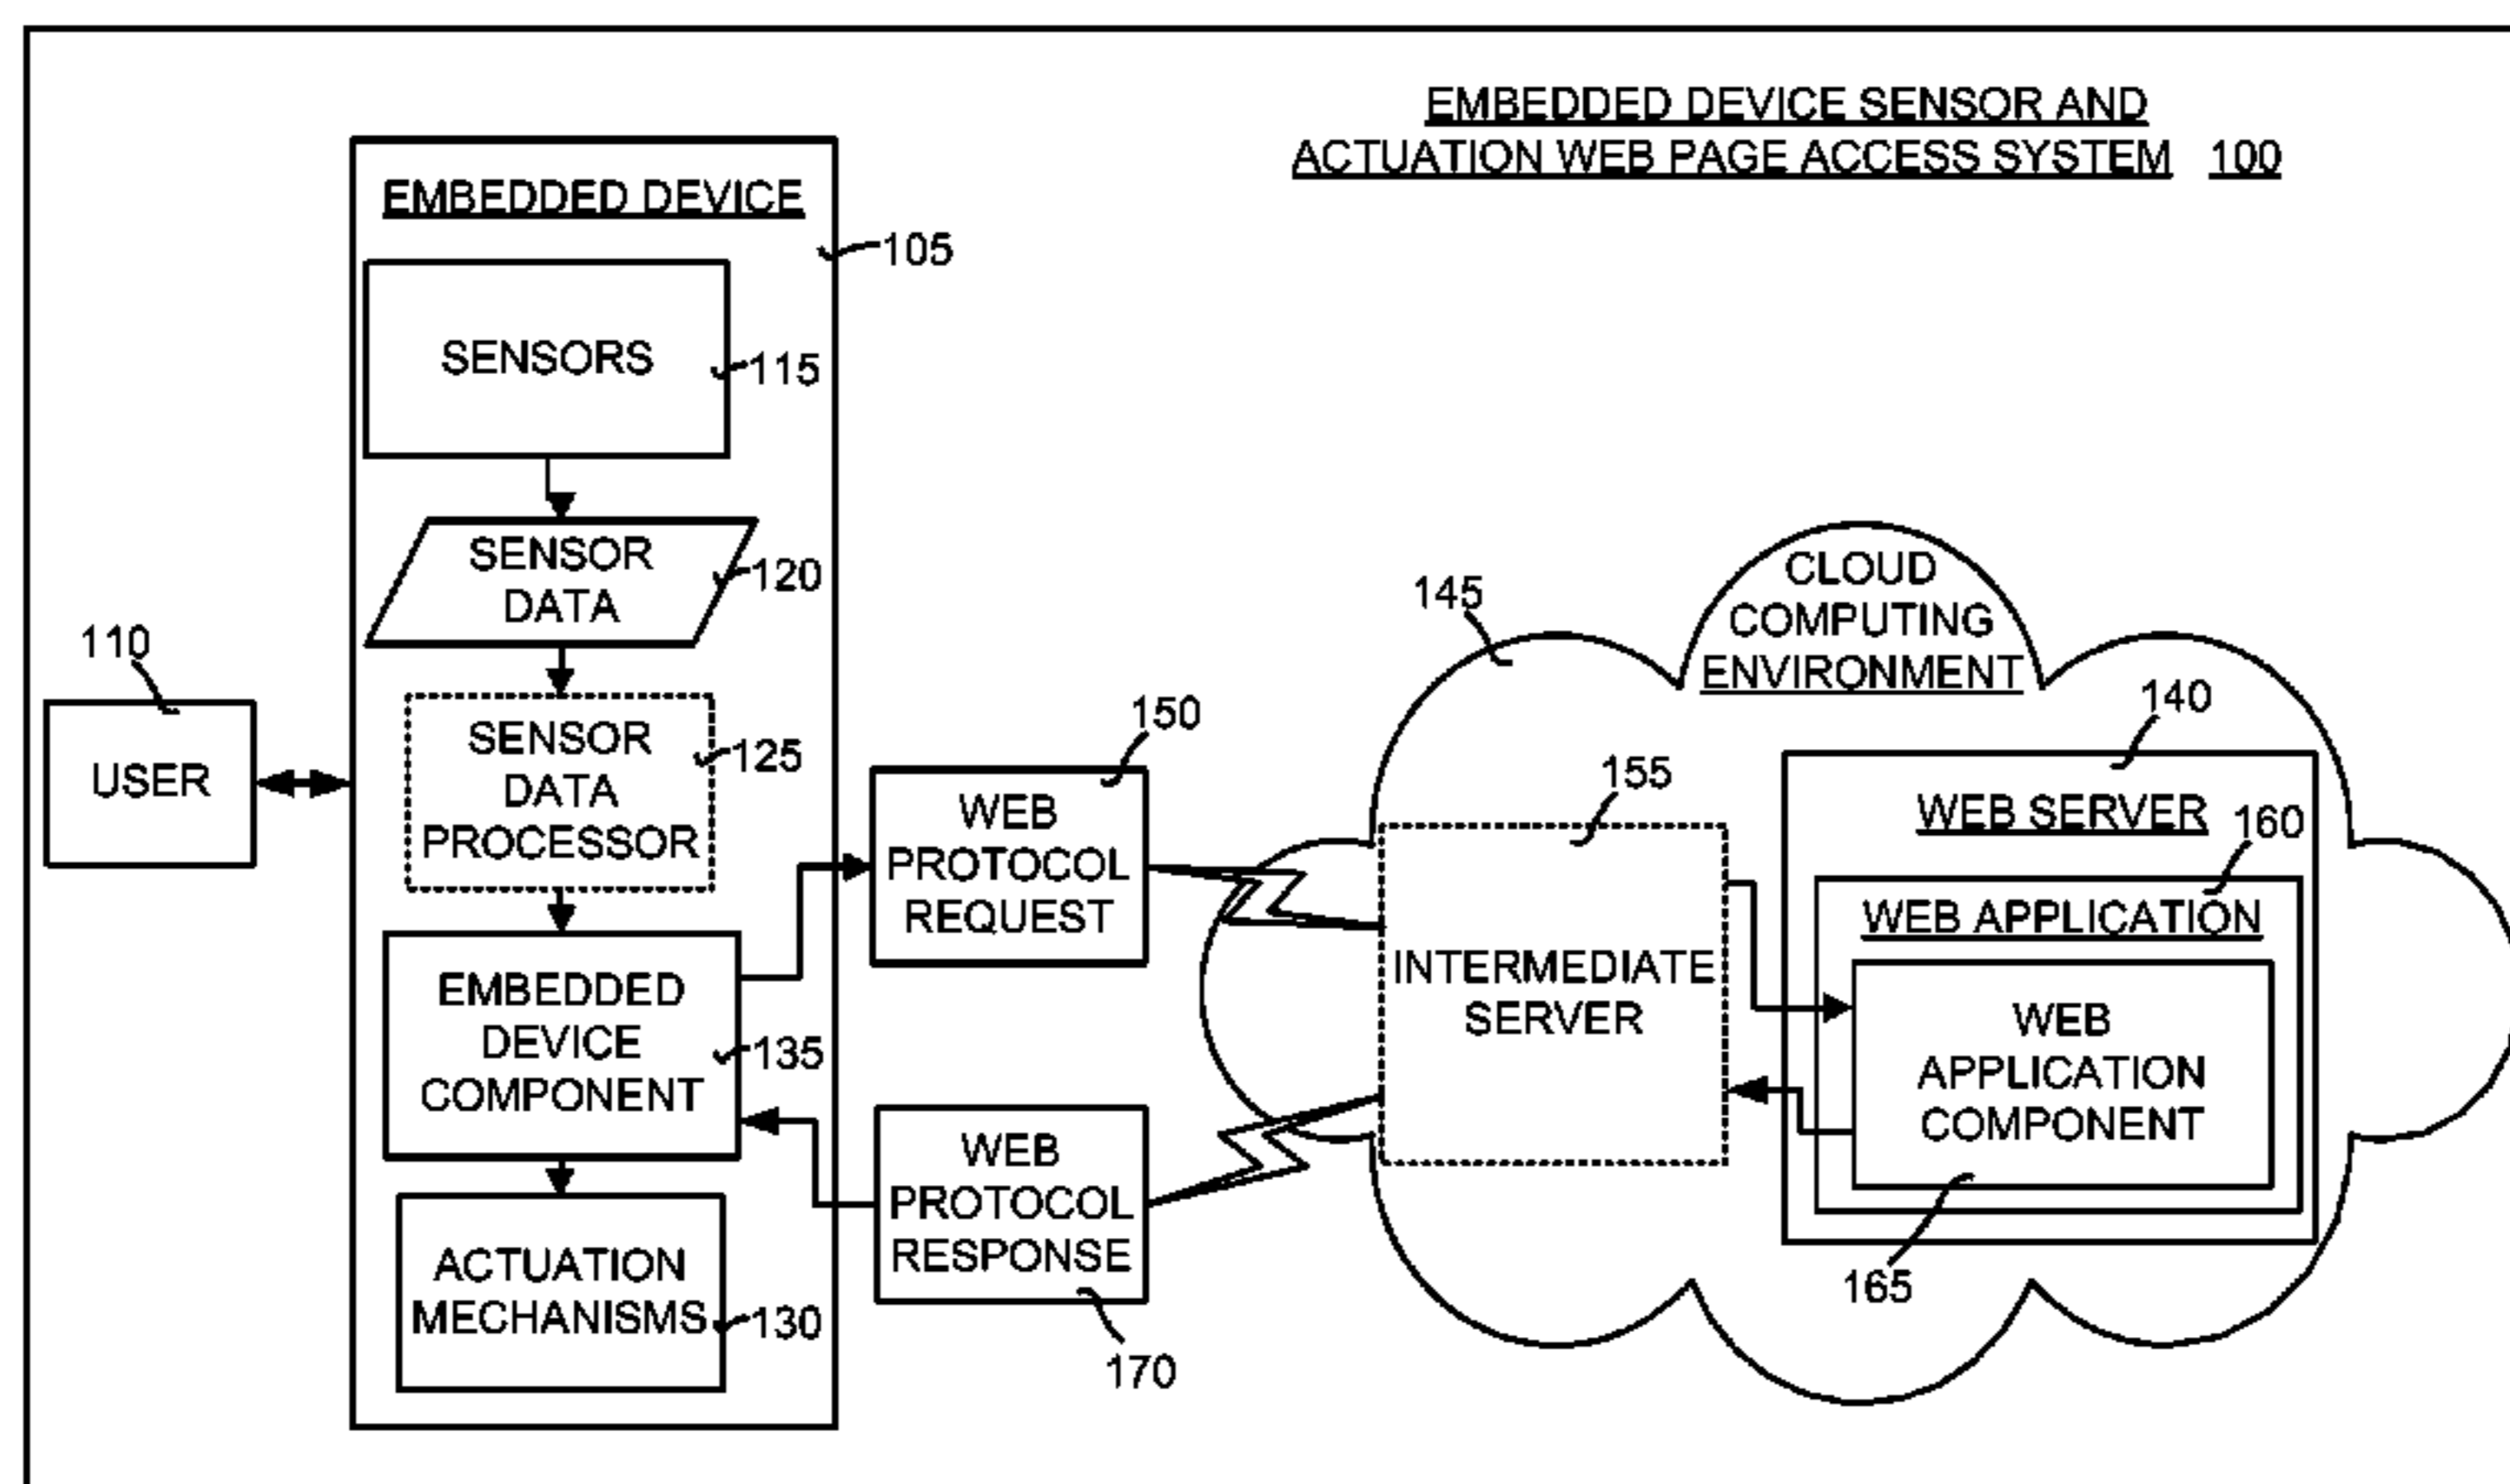 EMBEDDED DEVICE SENSOR AND
ACTUATION WEB PAGE ACCESS SYSTEM 100
EMBEDDED DEVICE
105
SENSORS
115
SENSOR
DATA
120
110
USER
SENSOR
DATA
PROCESSOR
125
EMBEDDED
DEVICE
COMPONENT
135
ACTUATION
MECHANISMS
130
150
WEB
PROTOCOL
REQUEST
WEB
PROTOCOL
RESPONSE
170
145
CLOUD
COMPUTING
ENVIRONMENT
155
INTERMEDIATE
SERVER
140
WEB SERVER
160
WEB APPLICATION
WEB
APPLICATION
COMPONENT
165